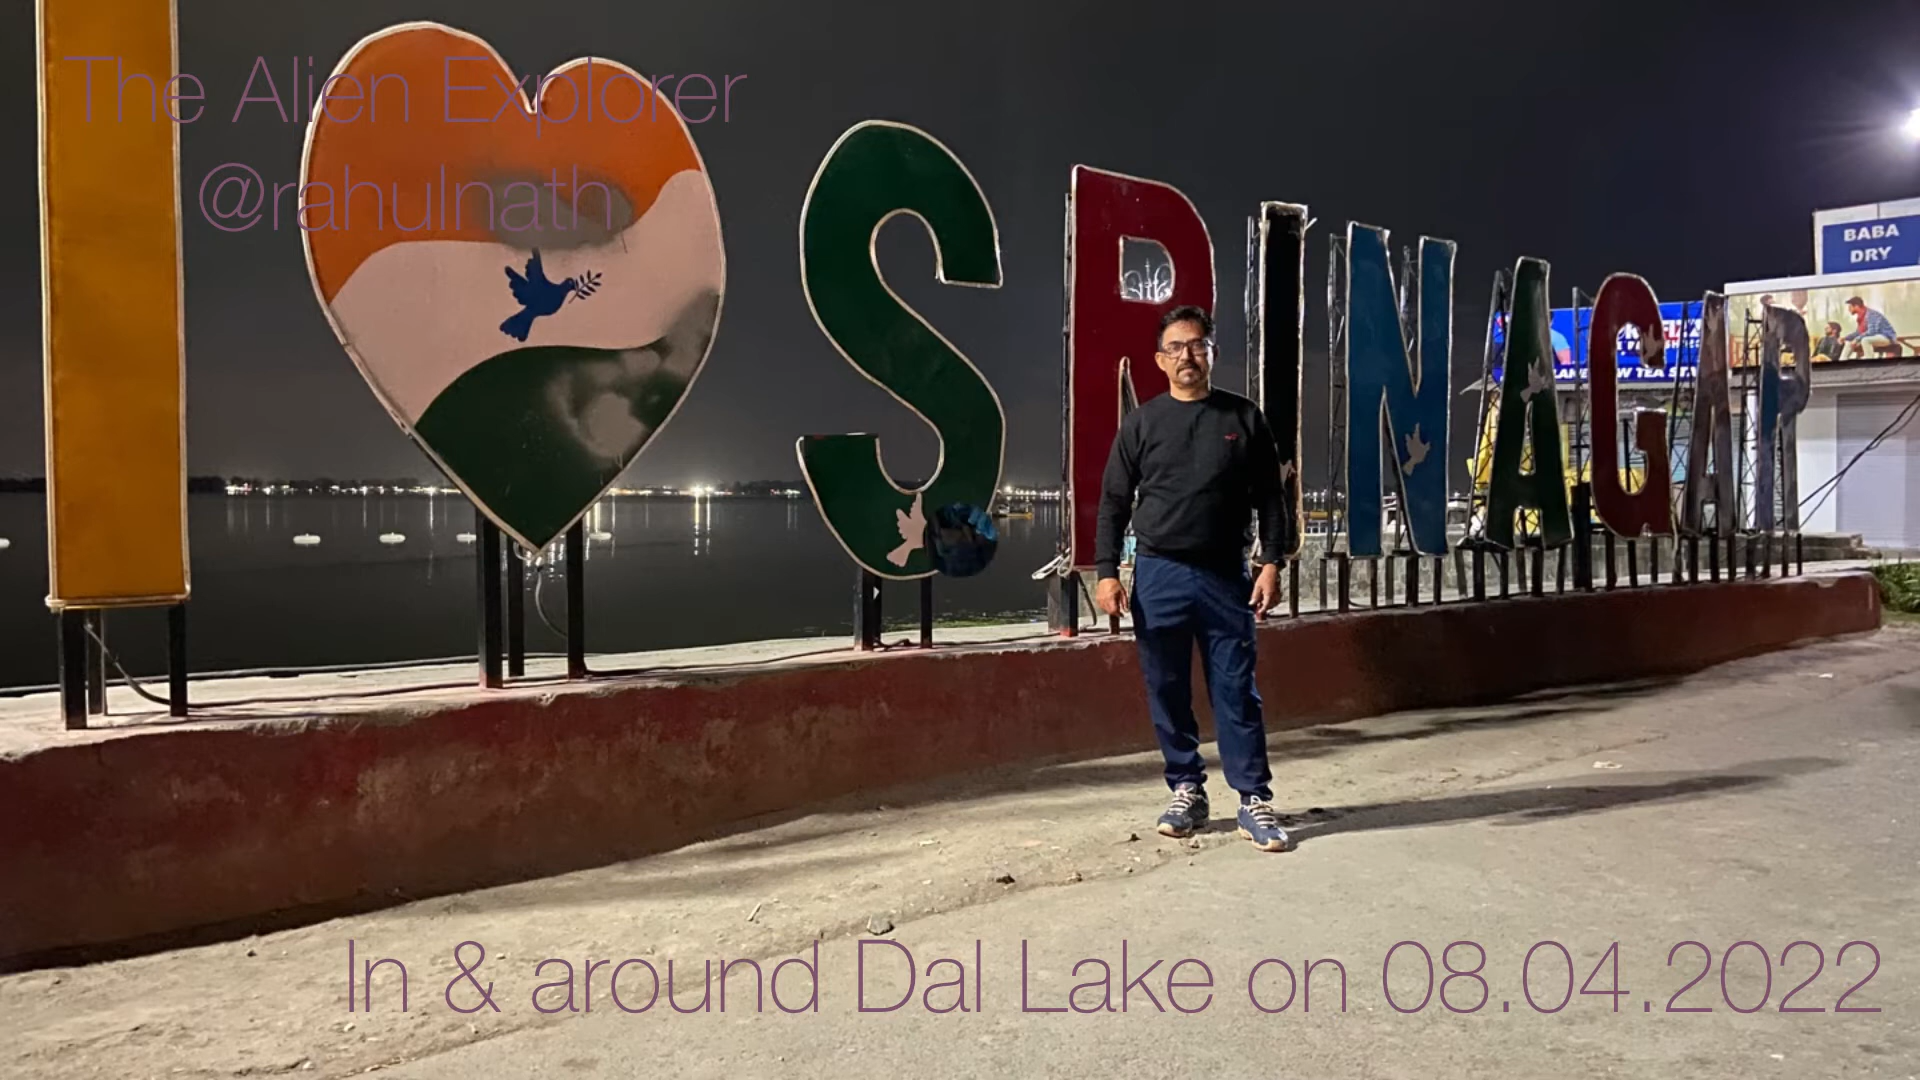 The Alien Explorer
@rahulnath
I
SRINAGAR
BABA
DRY
In & around Dal Lake on 08.04.2022